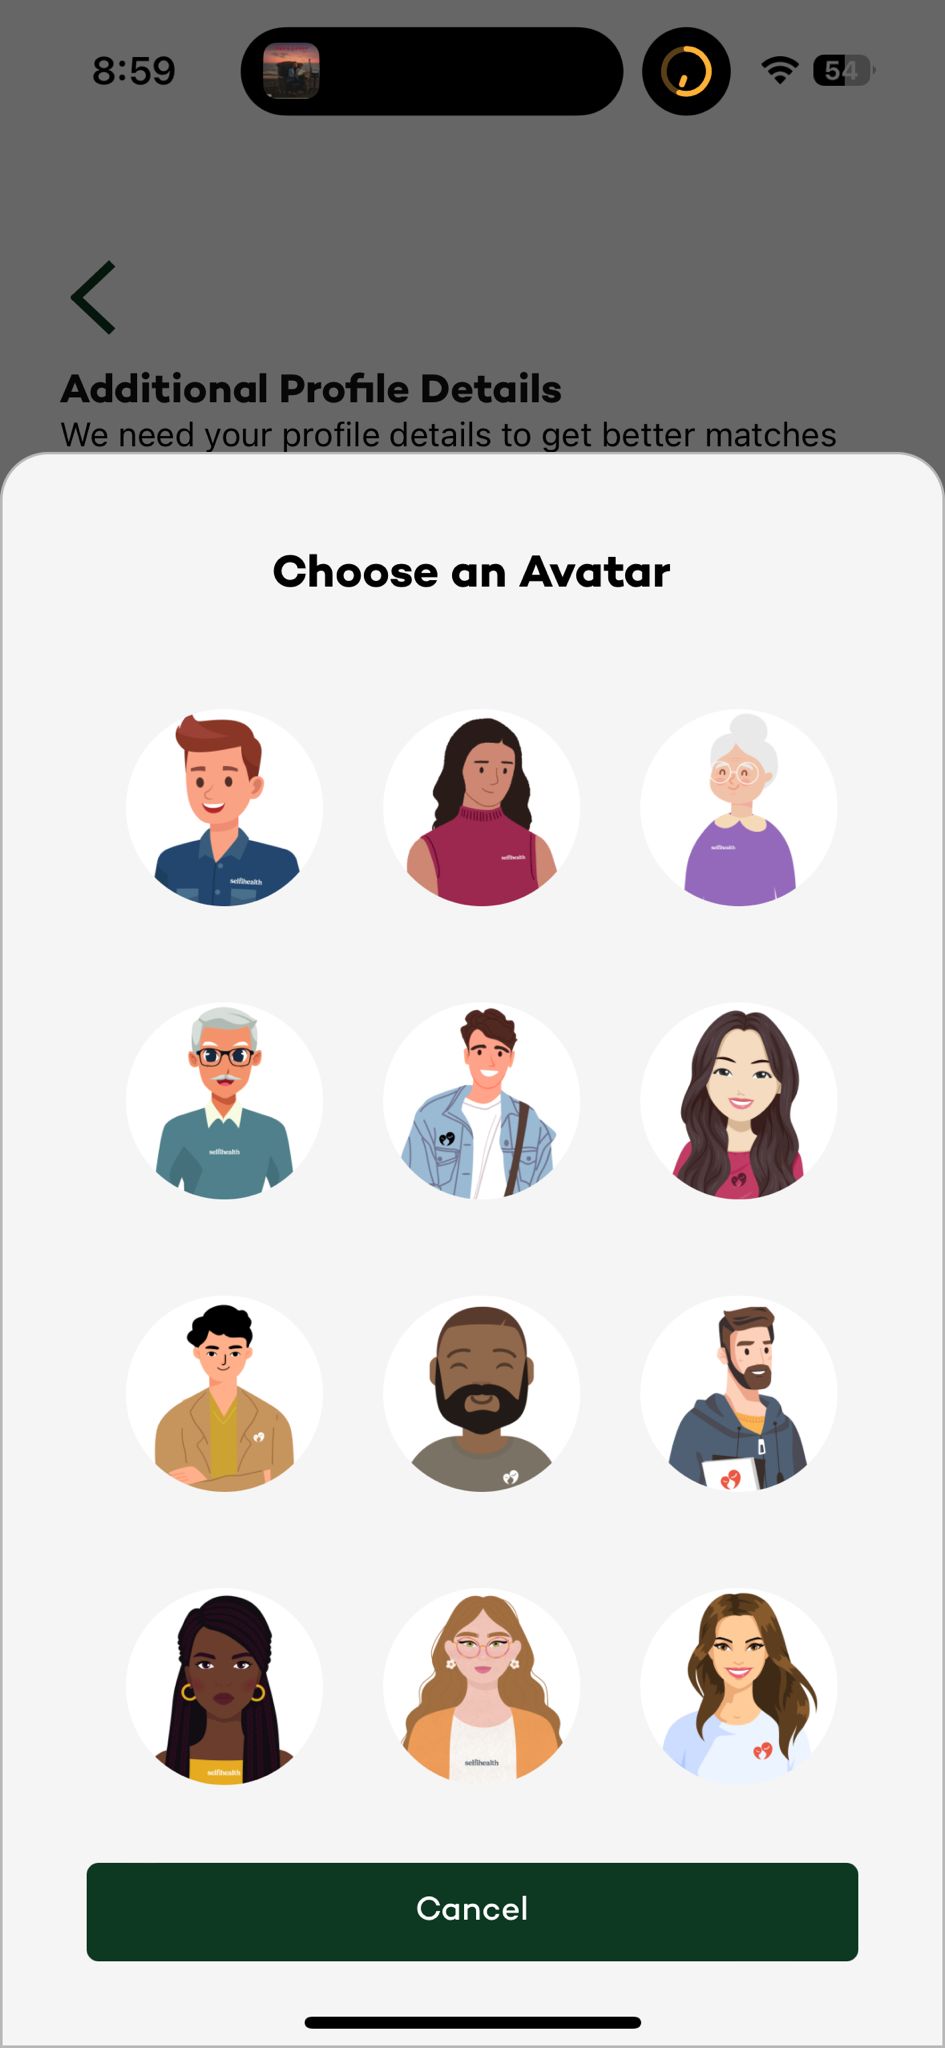 8:59
54
Additional Profile Details
We need your profile details to get better matches
Choose an Avatar
selfihealth
selfihealth
selfihealth
selfihealth
selfihealth
selfihealth
Cancel